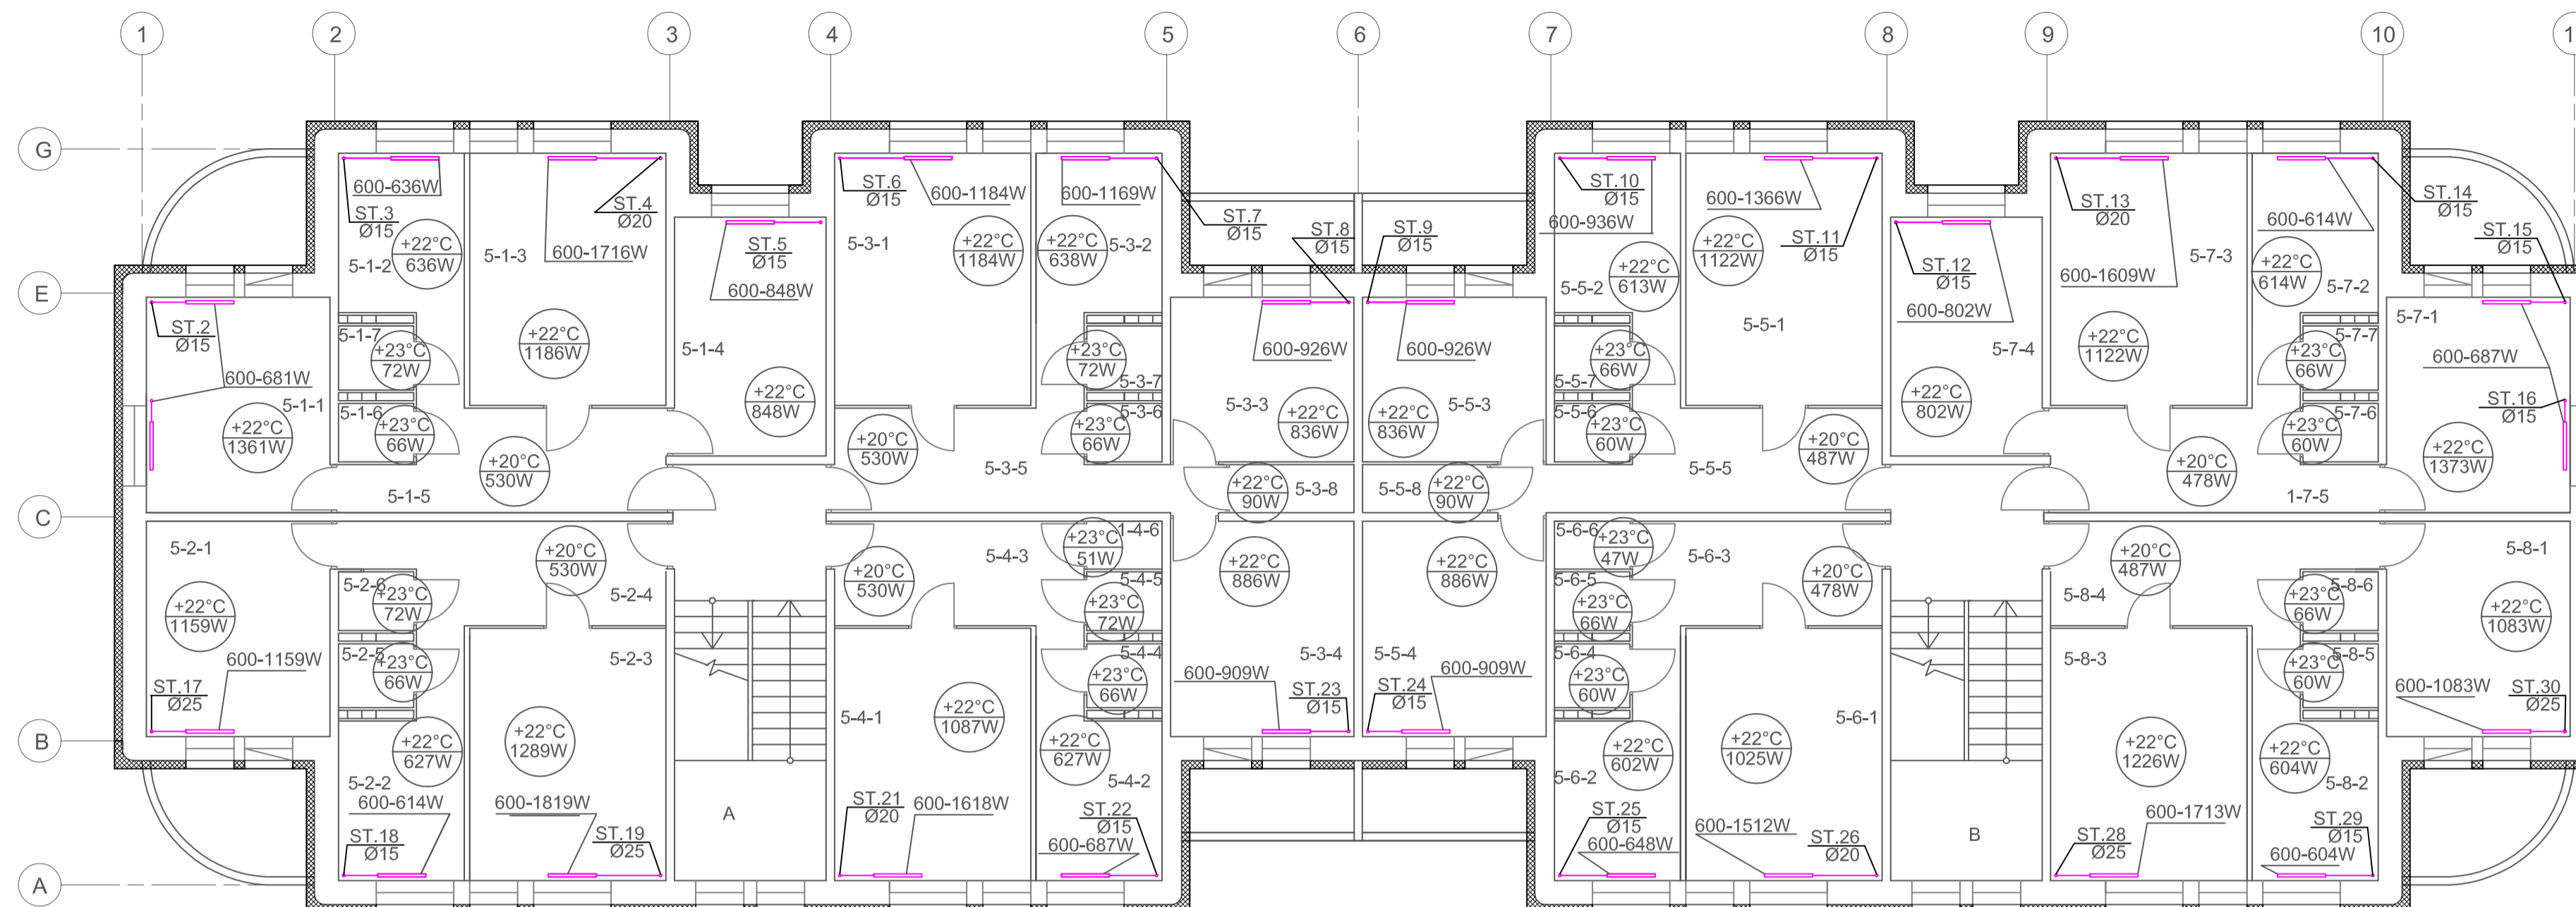 1
2
3
4
5
6
7
8
9
10
G
E
C
B
A
600-636W
ST.3
Ø15
+22°C
636W
5-1-2
5-1-3
ST.4
Ø20
600-1716W
+22°C
1186W
ST.5
Ø15
600-848W
5-1-4
+22°C
848W
ST.6
Ø15
600-1184W
5-3-1
+22°C
1184W
600-1169W
+22°C
638W
5-3-2
ST.7
Ø15
ST.8
Ø15
ST.9
Ø15
ST.10
Ø15
600-936W
+22°C
613W
5-5-2
600-1366W
+22°C
1122W
ST.11
Ø15
5-5-1
ST.12
Ø15
600-802W
5-7-4
+22°C
802W
ST.13
Ø20
600-1609W
5-7-3
+22°C
1122W
600-614W
+22°C
614W
5-7-2
ST.14
Ø15
ST.15
Ø15
ST.2
Ø15
600-681W
5-1-1
+22°C
1361W
5-1-7
+23°C
72W
5-1-6
+23°C
66W
+20°C
530W
5-1-5
+20°C
530W
5-3-5
+23°C
72W
5-3-7
5-3-6
+23°C
66W
600-926W
5-3-3
+22°C
836W
+22°C
90W
5-3-8
600-926W
5-5-3
+22°C
836W
5-5-8
+22°C
90W
5-5-7
+23°C
66W
5-5-6
+23°C
60W
5-5-5
+20°C
487W
+20°C
478W
1-7-5
5-7-7
+23°C
66W
5-7-6
+23°C
60W
5-7-1
600-687W
ST.16
Ø15
+22°C
1373W
5-2-1
+22°C
1159W
600-1159W
ST.17
Ø25
5-2-6
+23°C
72W
5-2-5
+23°C
66W
+20°C
530W
5-2-4
5-2-3
+22°C
627W
5-2-2
600-614W
ST.18
Ø15
+22°C
1289W
600-1819W
ST.19
Ø25
A
+20°C
530W
5-4-3
1-4-6
+23°C
51W
5-4-5
+23°C
72W
5-4-4
+23°C
66W
5-4-1
+22°C
1087W
ST.21
Ø20
600-1618W
+22°C
627W
5-4-2
ST.22
Ø15
600-687W
+22°C
886W
5-3-4
600-909W
ST.23
Ø15
+22°C
886W
5-5-4
600-909W
ST.24
Ø15
5-6-6
+23°C
47W
5-6-5
+23°C
66W
5-6-4
+23°C
60W
5-6-3
+20°C
478W
+22°C
602W
5-6-2
ST.25
Ø15
600-648W
+22°C
1025W
5-6-1
600-1512W
ST.26
Ø20
B
+20°C
487W
5-8-4
5-8-3
+22°C
1226W
600-1713W
ST.28
Ø25
5-8-6
+23°C
66W
5-8-5
+23°C
60W
+22°C
604W
5-8-2
ST.29
Ø15
600-604W
5-8-1
+22°C
1083W
600-1083W
ST.30
Ø25